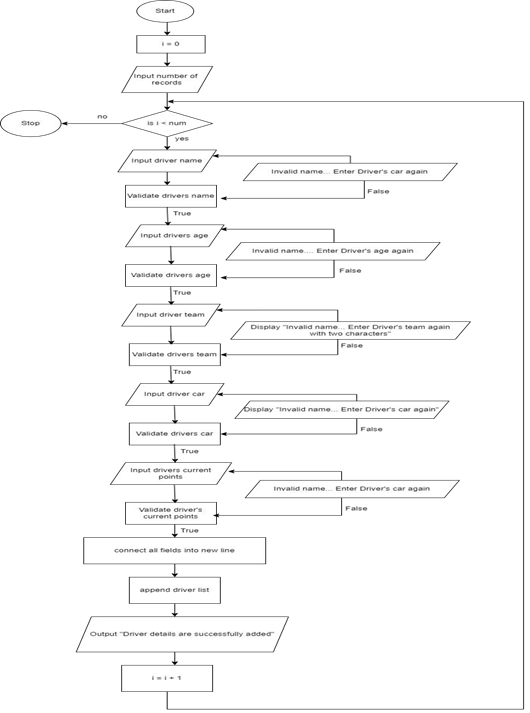 Start
i = 0
Input number of
records
is i < num
no
Stop
yes
Input driver name
Invalid name... Enter Driver's car again
False
Validate drivers name
True
Input drivers age
Invalid name.... Enter Driver's age again
False
Validate drivers age
True
Input driver team
Display "Invalid name... Enter Driver's team again
with two characters"
False
Validate drivers team
True
Input driver car
Display "Invalid name... Enter Driver's car again"
False
Validate drivers car
True
Input drivers current
points
Invalid name... Enter Driver's car again
False
Validate driver's
current points
True
connect all fields into new line
append driver list
Output "Driver details are successfully added"
i = i + 1